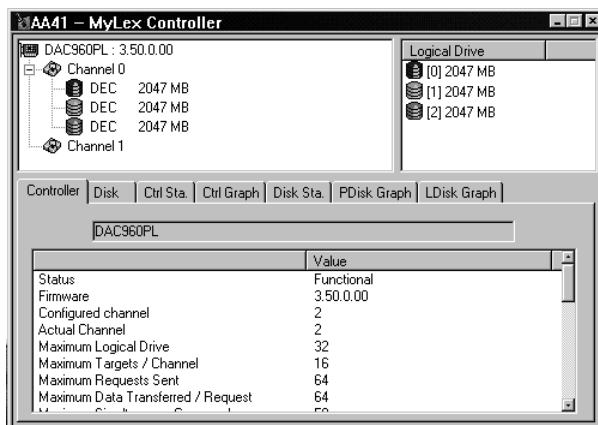 AA41 – MyLex Controller
DAC960PL : 3.50.0.00
Channel 0
DEC 2047 MB
DEC 2047 MB
DEC 2047 MB
Channel 1
Logical Drive
[0] 2047 MB
[1] 2047 MB
[2] 2047 MB
Controller Disk Ctrl Sta. Ctrl Graph Disk Sta. PDisk Graph LDisk Graph
DAC960PL
Value
Status Functional
Firmware 3.50.0.00
Configured channel 2
Actual Channel 2
Maximum Logical Drive 32
Maximum Targets / Channel 16
Maximum Requests Sent 64
Maximum Data Transferred / Request 64